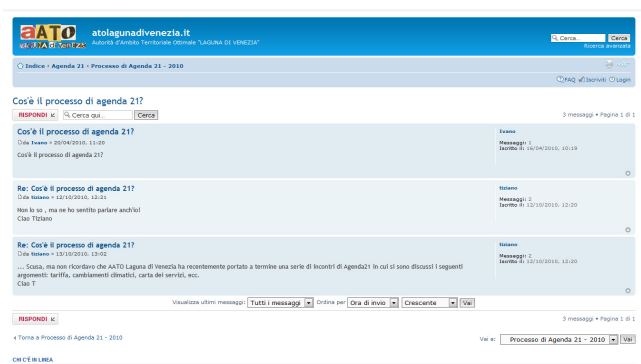 aATO
LAGUNA di VenEZia
atolagunadivenezia.it
Autorità d'Ambito Territoriale Ottimale "LAGUNA DI VENEZIA"
Cerca… Cerca
Ricerca avanzata
Indice ‹ Agenda 21 ‹ Processo di Agenda 21 - 2010
FAQ Iscriviti Login
Cos'è il processo di agenda 21?
RISPONDI Cerca qui… Cerca
3 messaggi • Pagina 1 di 1
Cos'è il processo di agenda 21?
da Ivano » 20/04/2010, 11:20
Cos'è il processo di agenda 21?
Ivano
Messaggi: 1
Iscritto il: 16/04/2010, 10:19
Re: Cos'è il processo di agenda 21?
da tiziano » 12/10/2010, 12:21
Non lo so , ma ne ho sentito parlare anch'io!
Ciao Tiziano
tiziano
Messaggi: 2
Iscritto il: 12/10/2010, 12:20
Re: Cos'è il processo di agenda 21?
da tiziano » 13/10/2010, 13:02
... Scusa, ma non ricordavo che AATO Laguna di Venezia ha recentemente portato a termine una serie di incontri di Agenda21 in cui si sono discussi i seguenti
argomenti: tariffa, cambiamenti climatici, carta dei servizi, ecc.
Ciao T
tiziano
Messaggi: 2
Iscritto il: 12/10/2010, 12:20
Visualizza ultimi messaggi: Tutti i messaggi Ordina per Ora di invio Crescente Vai
RISPONDI
3 messaggi • Pagina 1 di 1
Torna a Processo di Agenda 21 - 2010
Vai a: Processo di Agenda 21 - 2010 Vai
CHI C'È IN LINEA